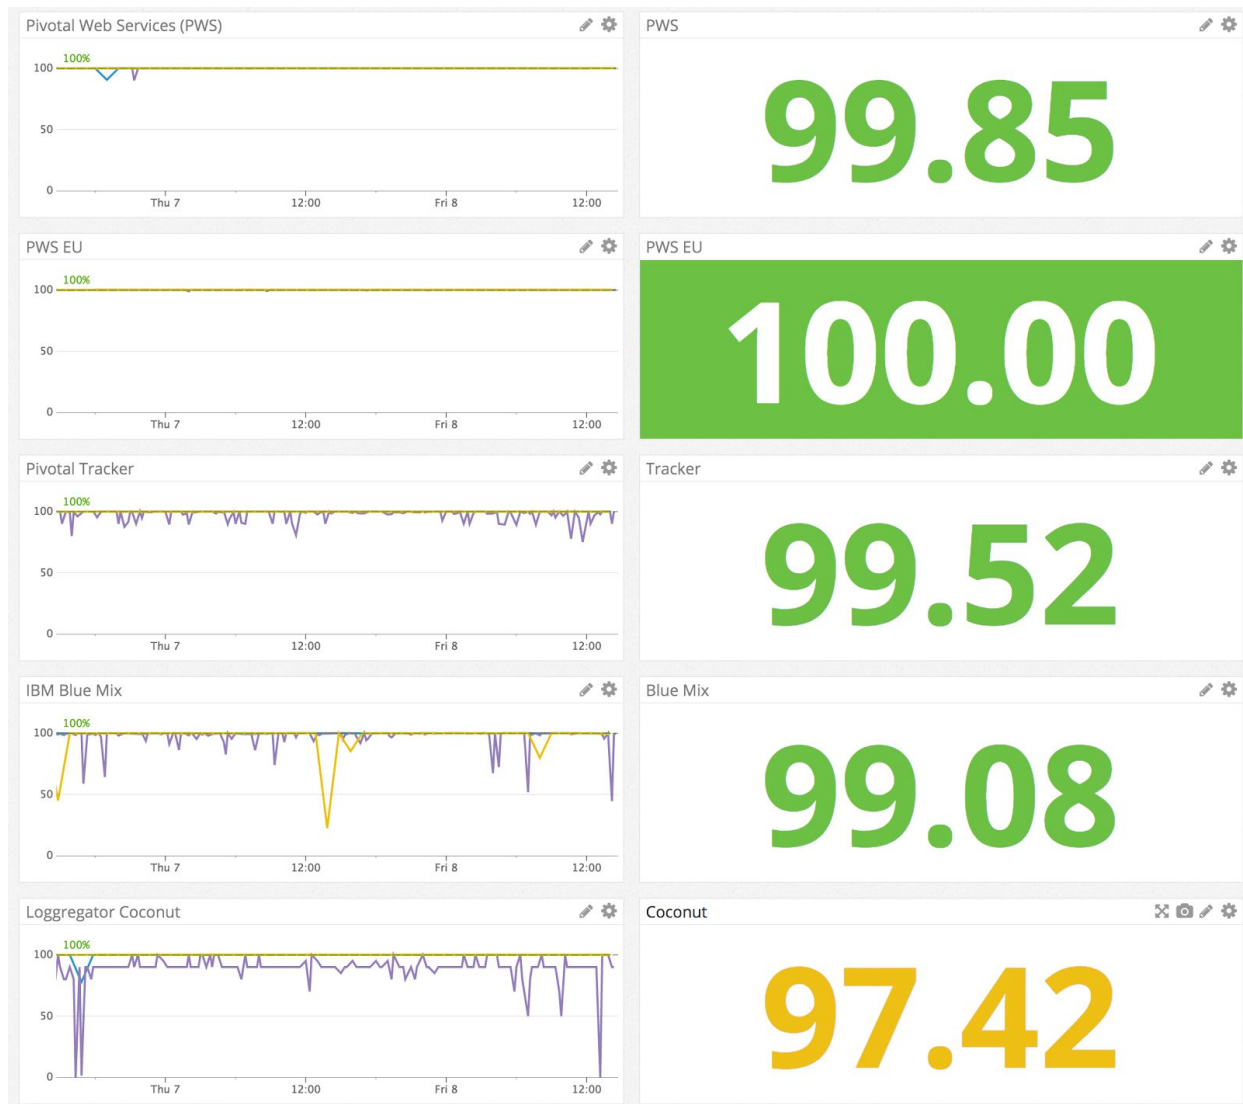 Pivotal Web Services (PWS)
100%
100
50
0
Thu 7 12:00 Fri 8 12:00
PWS
99.85
PWS EU
100%
100
50
0
Thu 7 12:00 Fri 8 12:00
PWS EU
100.00
Pivotal Tracker
100%
100
50
0
Thu 7 12:00 Fri 8 12:00
Tracker
99.52
IBM Blue Mix
100%
100
50
0
Thu 7 12:00 Fri 8 12:00
Blue Mix
99.08
Loggregator Coconut
100%
100
50
0
Thu 7 12:00 Fri 8 12:00
Coconut
97.42